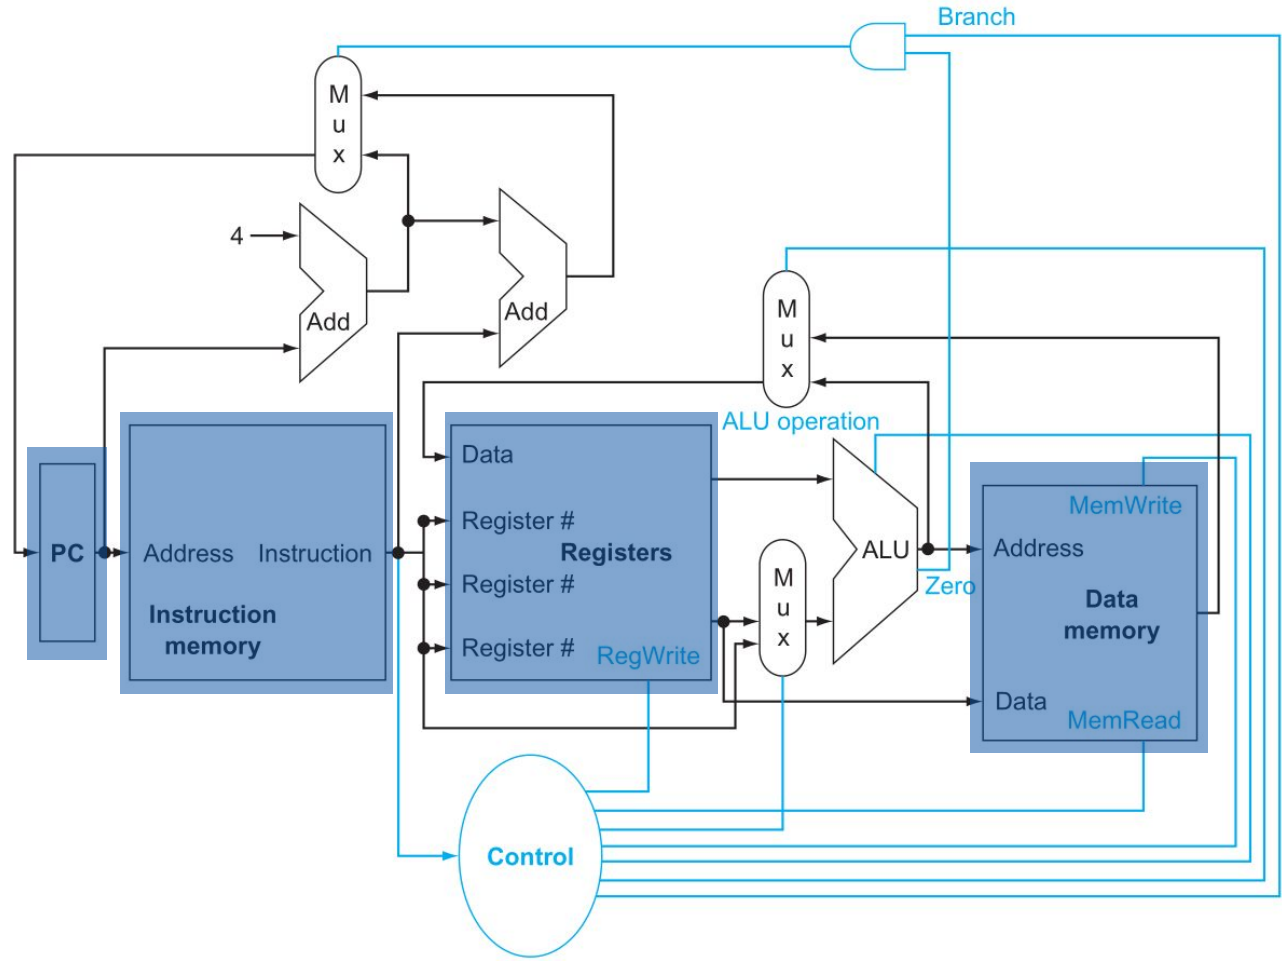 Branch
M
u
x
4
Add
Add
M
u
x
ALU operation
Data
Register #
Registers
Register #
Register #
RegWrite
PC
Address
Instruction
Instruction
memory
M
u
x
ALU
Zero
MemWrite
Address
Data
memory
Data
MemRead
Control